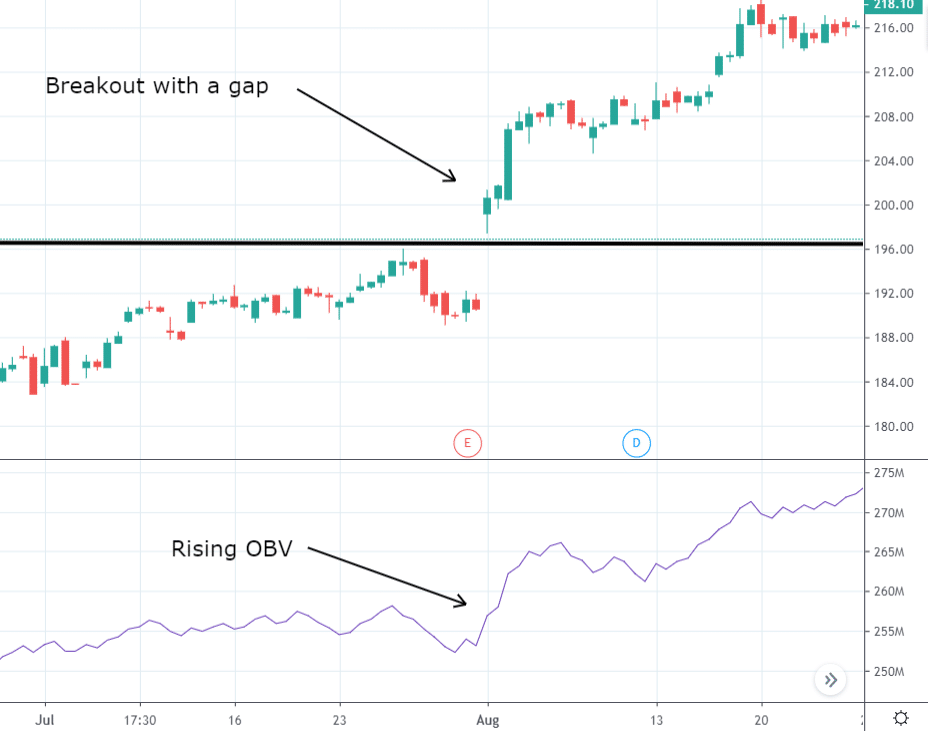 218.10
216.00
212.00
Breakout with a gap
208.00
204.00
200.00
196.00
192.00
188.00
184.00
180.00
E
D
275M
270M
Rising OBV
265M
260M
255M
250M
Jul 17:30 16 23 Aug 13 20